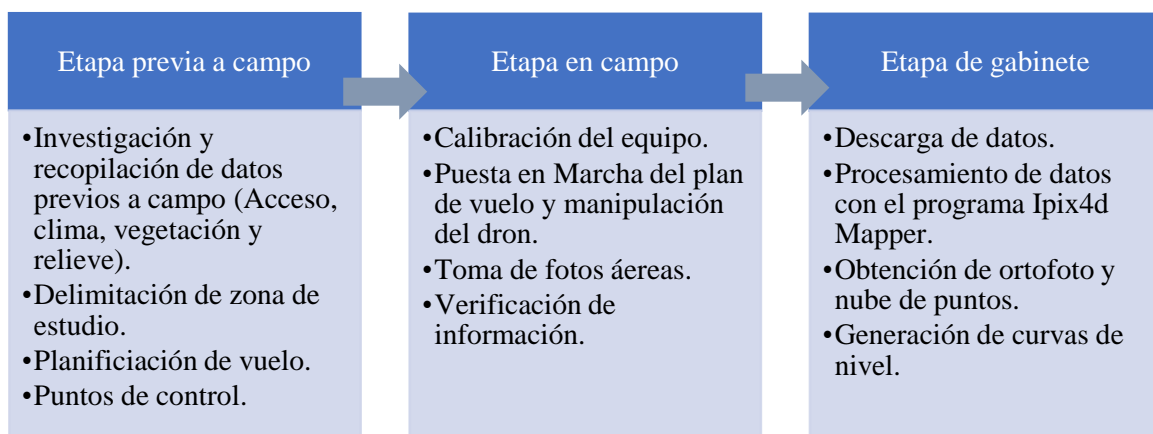 Etapa previa a campo
•Investigación y
recopilación de datos
previos a campo (Acceso,
clima, vegetación y
relieve).
•Delimitación de zona de
estudio.
•Planificiación de vuelo.
•Puntos de control.
Etapa en campo
•Calibración del equipo.
•Puesta en Marcha del plan
de vuelo y manipulación
del dron.
•Toma de fotos áereas.
•Verificación de
información.
Etapa de gabinete
•Descarga de datos.
•Procesamiento de datos
con el programa Ipix4d
Mapper.
•Obtención de ortofoto y
nube de puntos.
•Generación de curvas de
nivel.